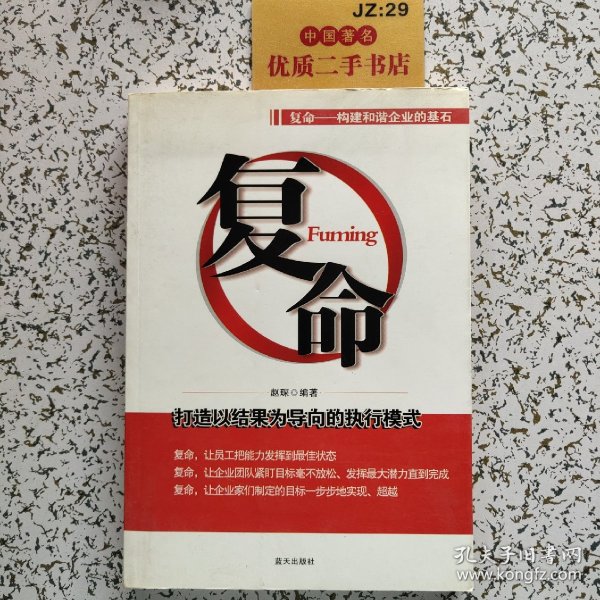 JZ:29
中国著名
优质二手书店
复命——构建和谐企业的基石
复
Fuming
命
赵琛◎编著
打造以结果为导向的执行模式
复命，让员工把能力发挥到最佳状态
复命，让企业团队紧盯目标毫不放松、发挥最大潜力直到完成
复命，让企业家们制定的目标一步步地实现、超越
蓝天出版社
孔夫子旧书网
www.kongfz.com